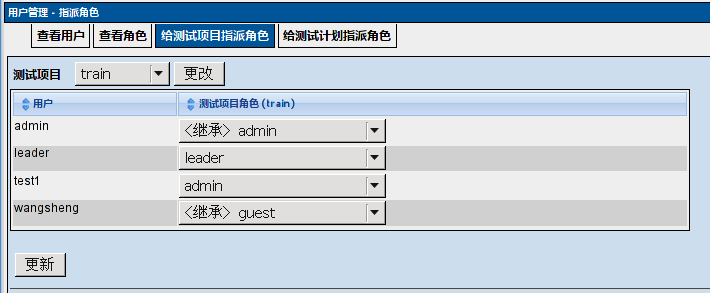 用户管理 - 指派角色
查看用户 查看角色 给测试项目指派角色 给测试计划指派角色
测试项目 train 更改
用户 测试项目角色 (train)
admin <继承> admin
leader leader
test1 admin
wangsheng <继承> guest
更新